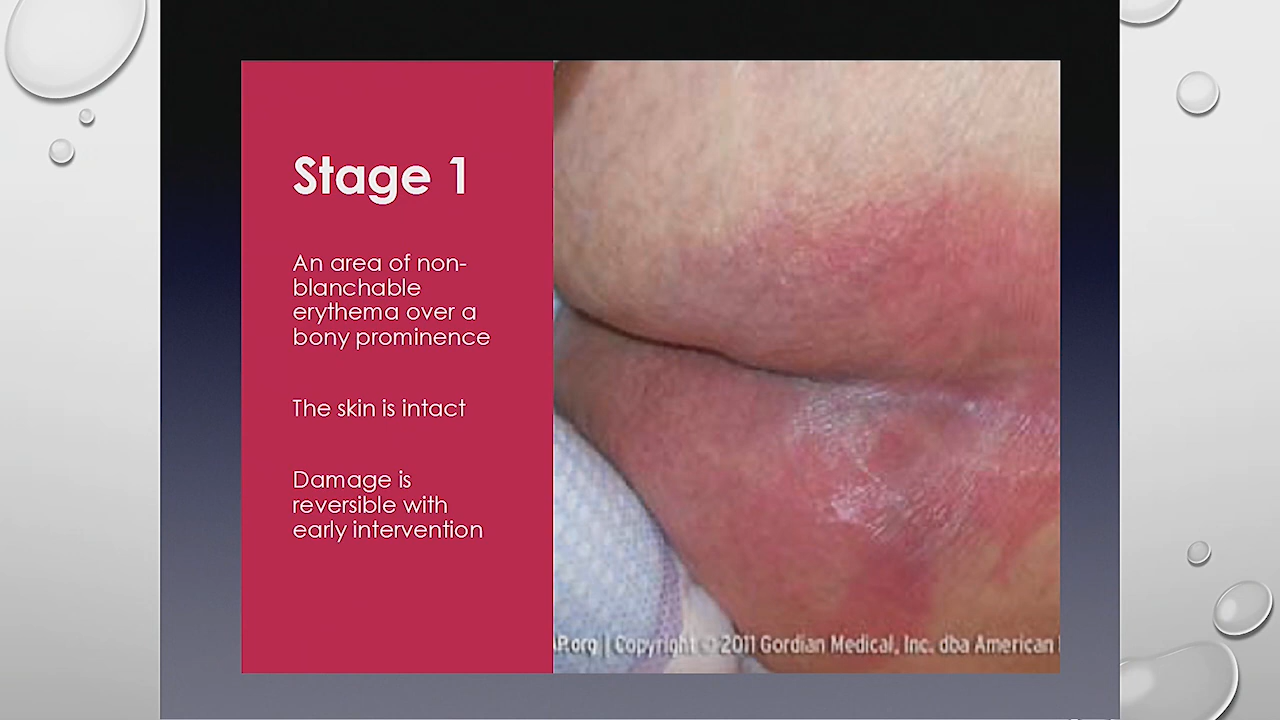 Stage 1
An area of non-
blanchable
erythema over a
bony prominence
The skin is intact
Damage is
reversible with
early intervention
P.org | Copyright © 2011 Gordian Medical, Inc. dba American